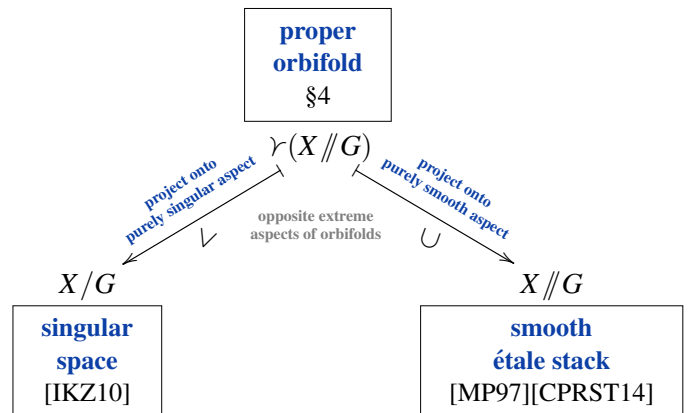 proper
orbifold
§4
ʏ(X⫽G)
project onto
purely singular aspect
project onto
purely smooth aspect
opposite extreme
aspects of orbifolds
< ∪
X/G X⫽G
singular
space
[IKZ10]
smooth
étale stack
[MP97][CPRST14]